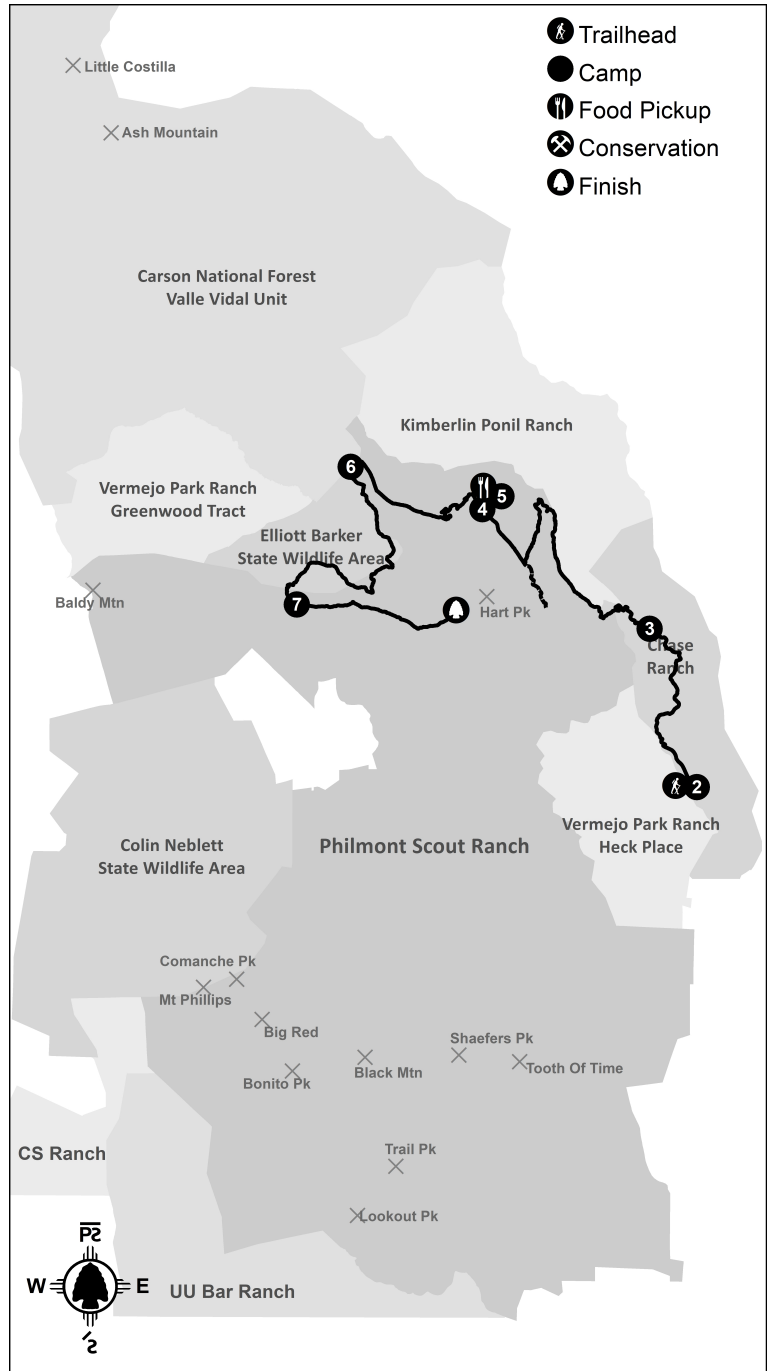 Trailhead
Camp
Food Pickup
Conservation
Finish
Little Costilla
Ash Mountain
Carson National Forest
Valle Vidal Unit
Kimberlin Ponil Ranch
6
Vermejo Park Ranch
Greenwood Tract
5
4
Elliott Barker
State Wildlife Area
Baldy Mtn
7
Hart Pk
3
Chase
Ranch
2
Vermejo Park Ranch
Heck Place
Colin Neblett
State Wildlife Area
Philmont Scout Ranch
Comanche Pk
Mt Phillips
Big Red
Shaefers Pk
Black Mtn
Tooth Of Time
Bonito Pk
Trail Pk
CS Ranch
Lookout Pk
W
E
UU Bar Ranch